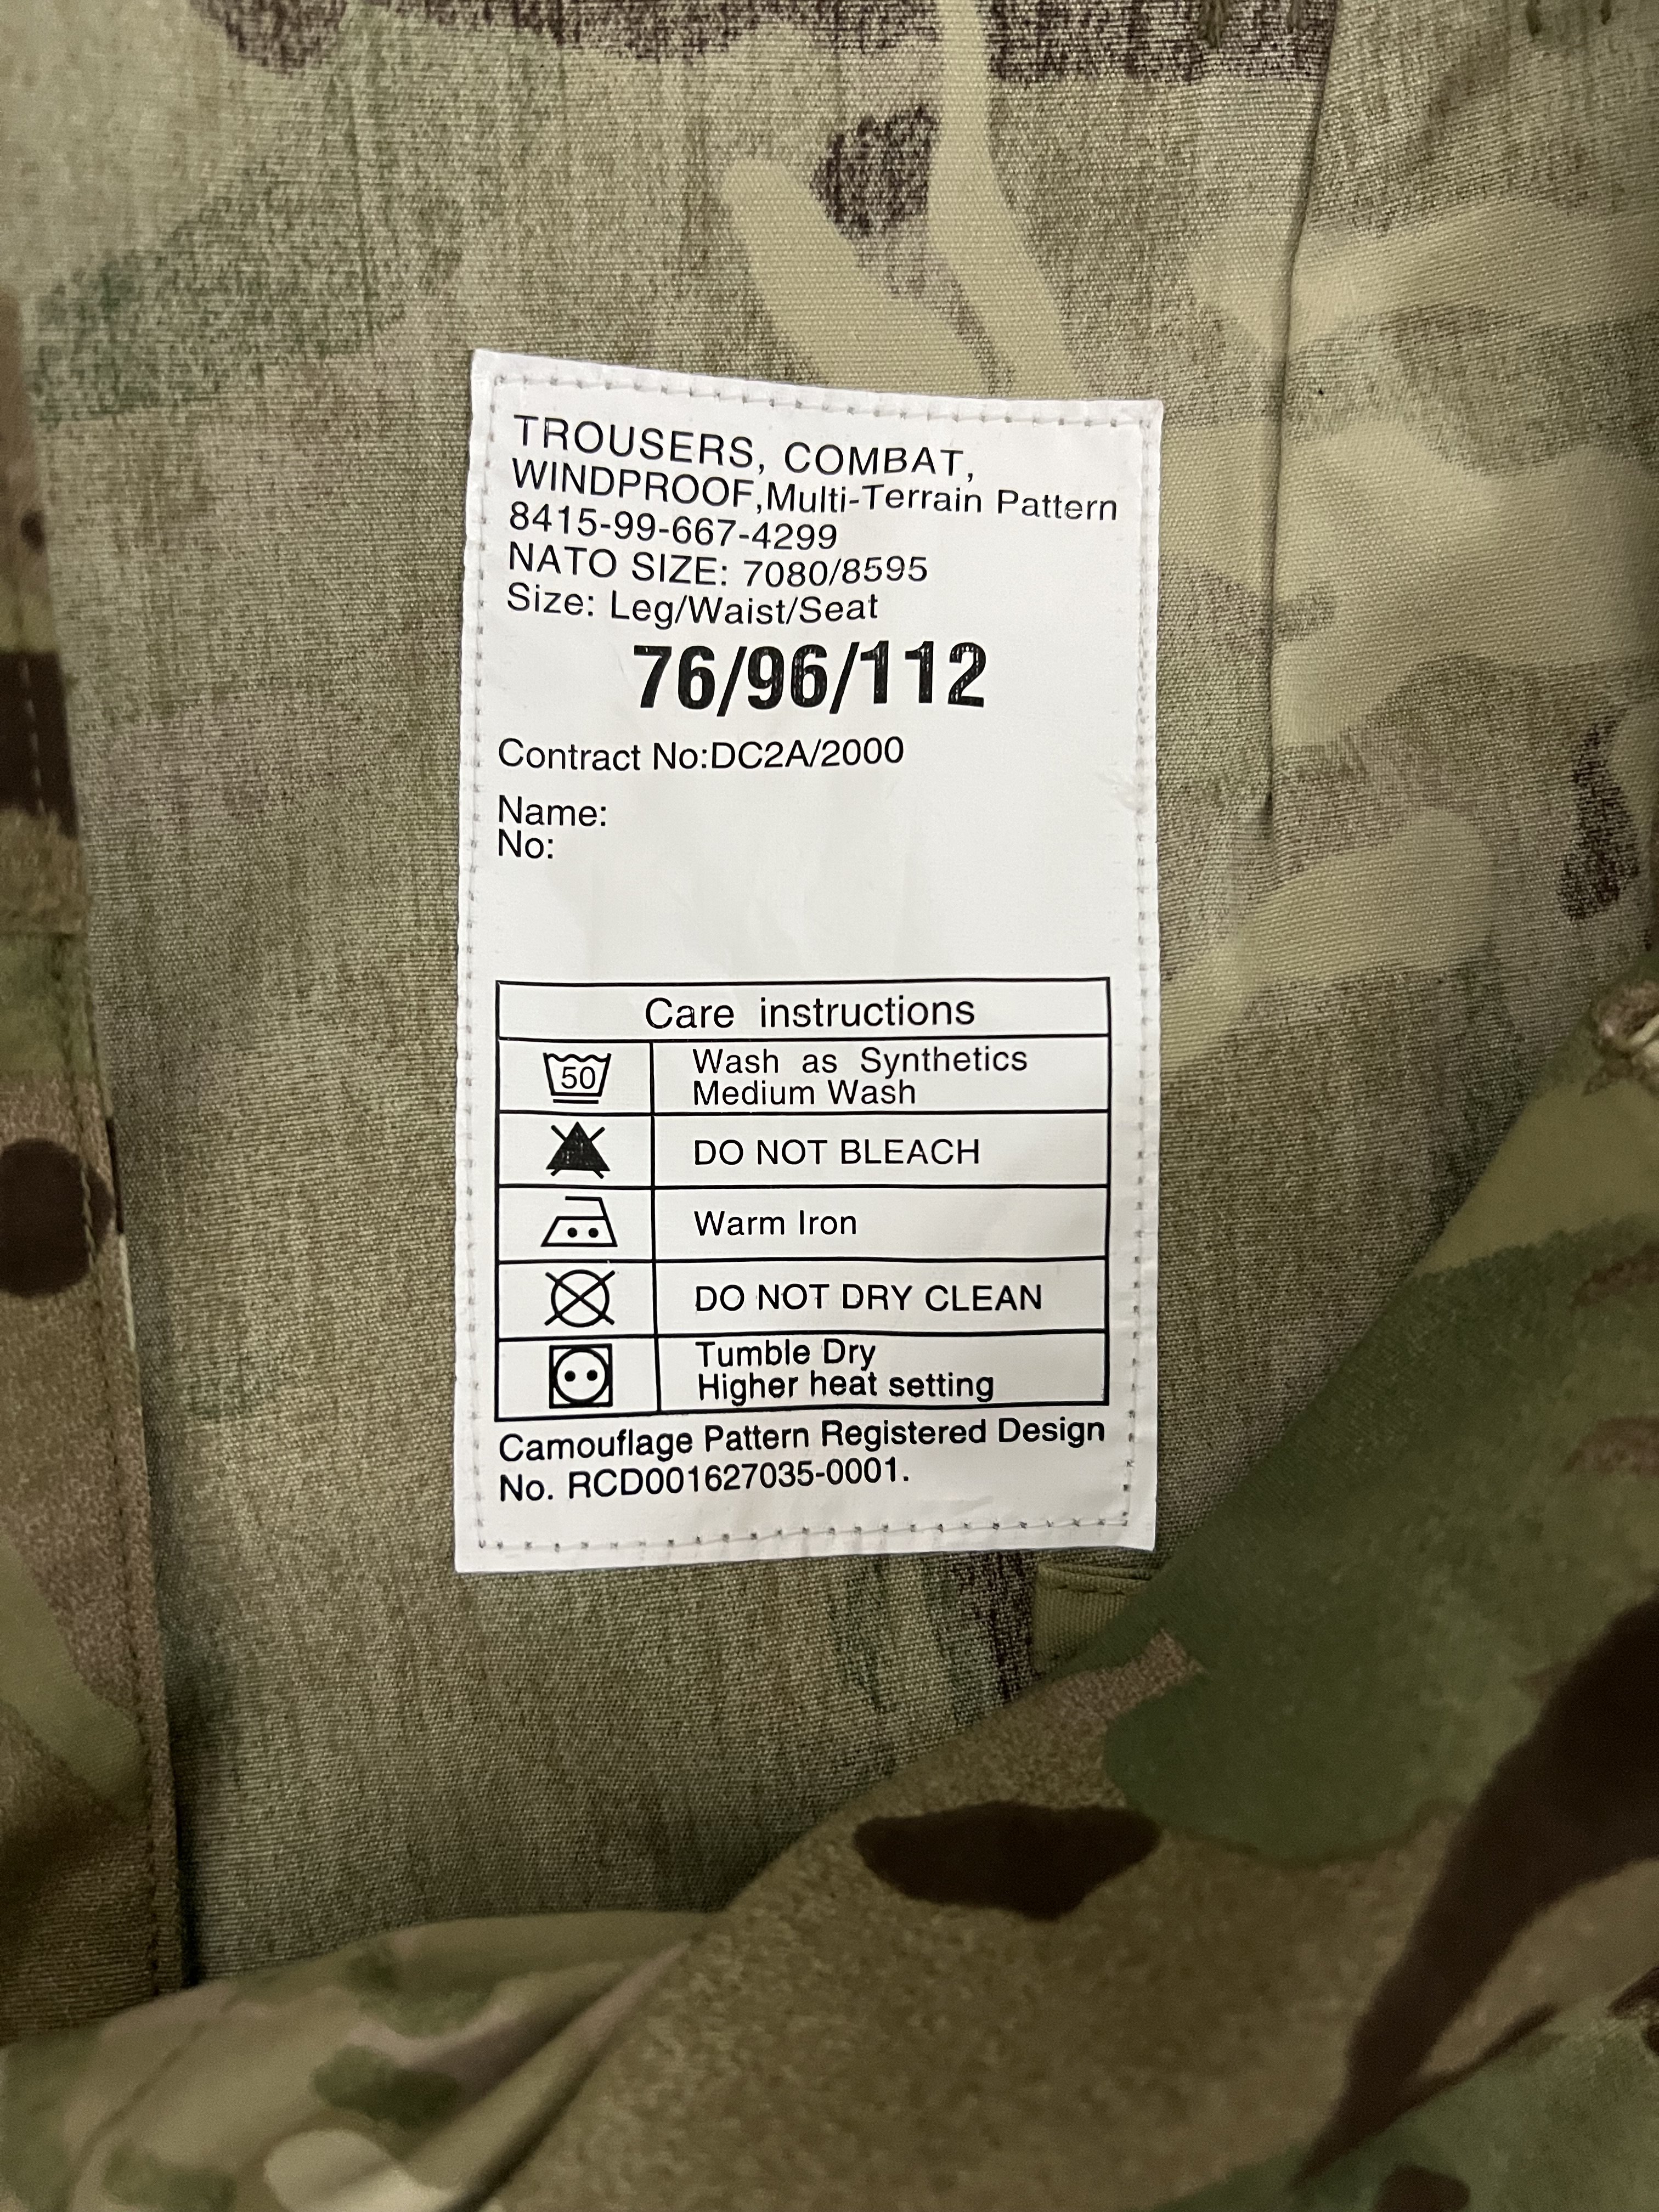 TROUSERS, COMBAT,
WINDPROOF,Multi-Terrain Pattern
8415-99-667-4299
NATO SIZE: 7080/8595
Size: Leg/Waist/Seat
76/96/112
Contract No:DC2A/2000
Name:
No:
Care instructions
50
Wash as Synthetics
Medium Wash
DO NOT BLEACH
Warm Iron
DO NOT DRY CLEAN
Tumble Dry
Higher heat setting
Camouflage Pattern Registered Design
No. RCD001627035-0001.